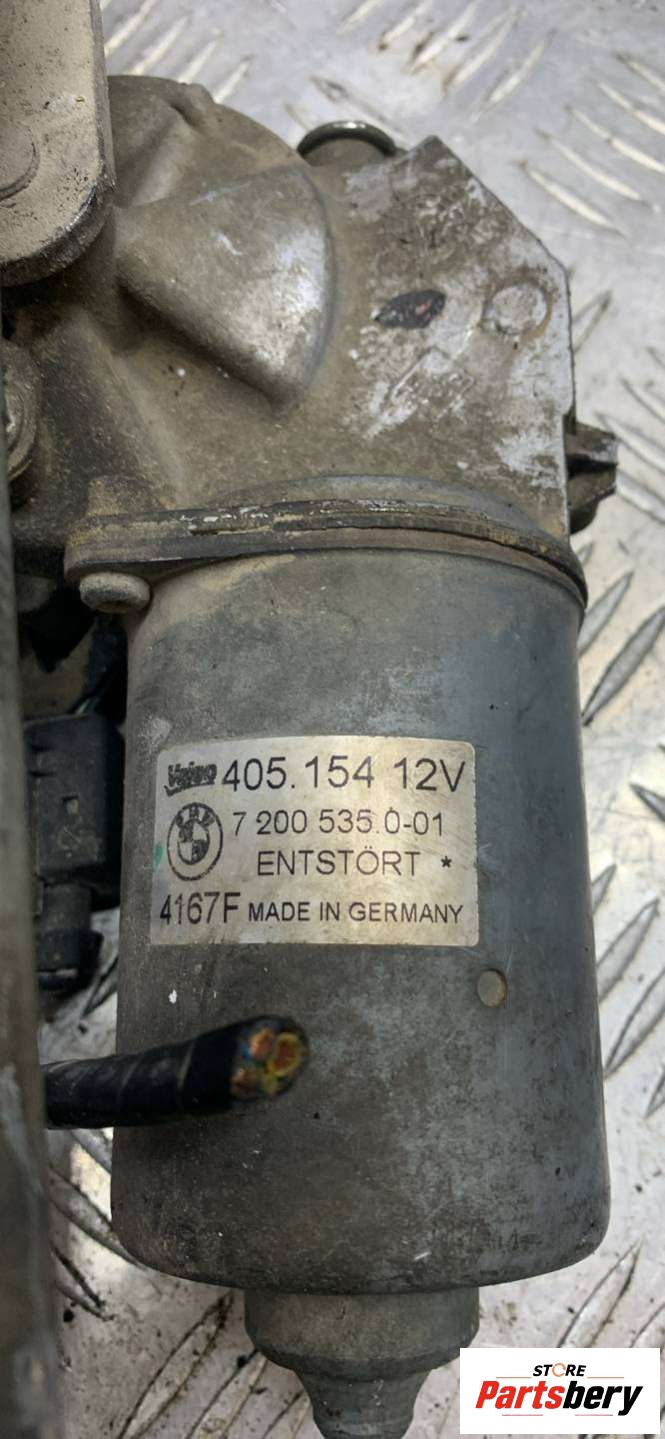 Valeo 405.154 12V
7 200 535.0-01
ENTSTÖRT *
4167F MADE IN GERMANY
STORE
Partsbery